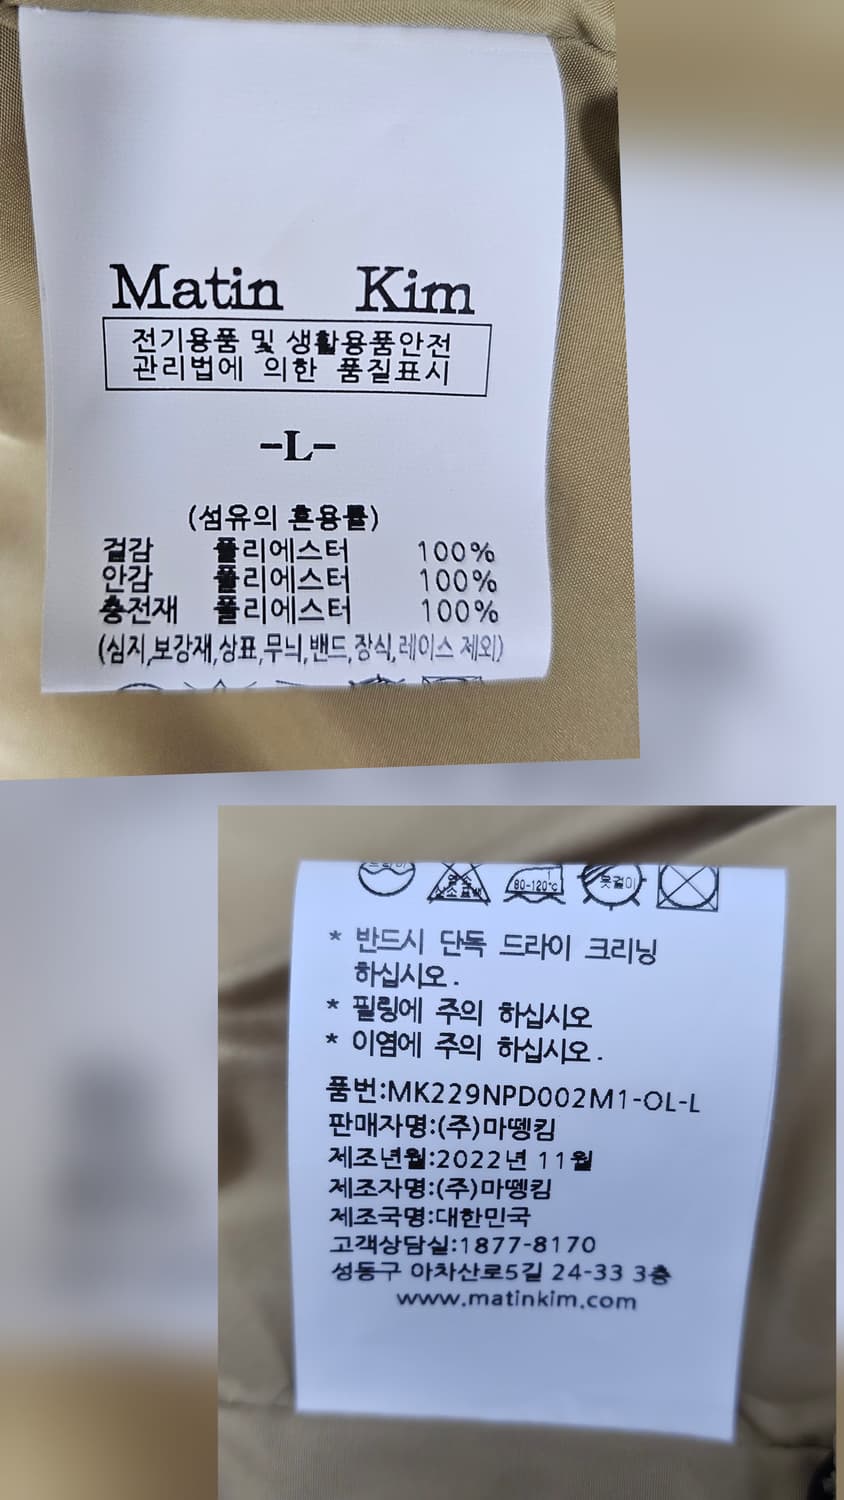 Matin Kim
전기용품 및 생활용품안전
관리법에 의한 품질표시
-L-
(섬유의 혼용률)
겉감 폴리에스터 100%
안감 폴리에스터 100%
충전재 폴리에스터 100%
(심지,보강재,상표,무늬,밴드,장식,레이스 제외)
80-120℃ 옷걸이
* 반드시 단독 드라이 크리닝
하십시오.
* 필링에 주의 하십시오
* 이염에 주의 하십시오.
품번:MK229NPD002M1-OL-L
판매자명:(주)마뗑킴
제조년월:2022년 11월
제조자명:(주)마뗑킴
제조국명:대한민국
고객상담실:1877-8170
성동구 아차산로5길 24-33 3층
www.matinkim.com